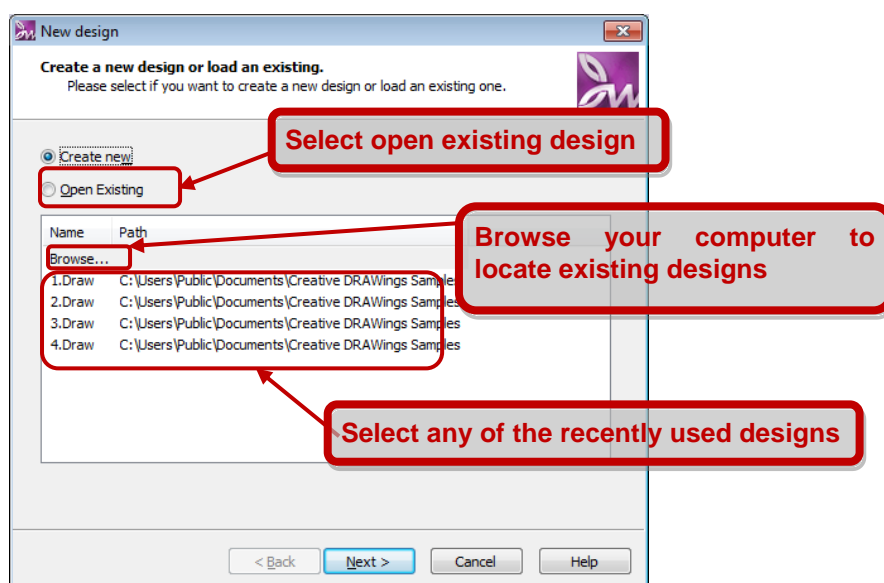 New design
Create a new design or load an existing.
Please select if you want to create a new design or load an existing one.
Select open existing design
Create new
Open Existing
Browse your computer to
locate existing designs
Name Path
Browse...
1.Draw C:\Users\Public\Documents\Creative DRAWings Samples
2.Draw C:\Users\Public\Documents\Creative DRAWings Samples
3.Draw C:\Users\Public\Documents\Creative DRAWings Samples
4.Draw C:\Users\Public\Documents\Creative DRAWings Samples
Select any of the recently used designs
< Back Next > Cancel Help